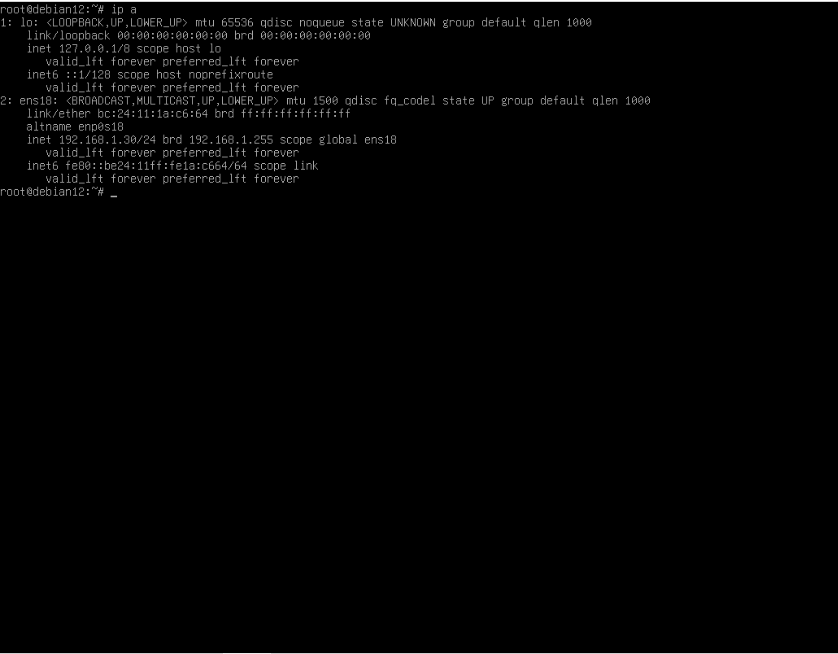 root@debian12:~# ip a
1: lo: <LOOPBACK,UP,LOWER_UP> mtu 65536 qdisc noqueue state UNKNOWN group default qlen 1000
    link/loopback 00:00:00:00:00:00 brd 00:00:00:00:00:00
    inet 127.0.0.1/8 scope host lo
       valid_lft forever preferred_lft forever
    inet6 ::1/128 scope host noprefixroute
       valid_lft forever preferred_lft forever
2: ens18: <BROADCAST,MULTICAST,UP,LOWER_UP> mtu 1500 qdisc fq_codel state UP group default qlen 1000
    link/ether bc:24:11:1a:c6:64 brd ff:ff:ff:ff:ff:ff
    altname enp0s18
    inet 192.168.1.30/24 brd 192.168.1.255 scope global ens18
       valid_lft forever preferred_lft forever
    inet6 fe80::be24:11ff:fe1a:c664/64 scope link
       valid_lft forever preferred_lft forever
root@debian12:~# _